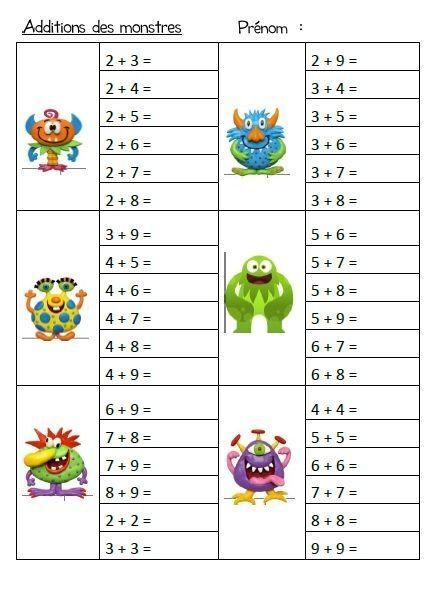 Additions des monstres Prénom :
2 + 3 =
2 + 4 =
2 + 5 =
2 + 6 =
2 + 7 =
2 + 8 =
2 + 9 =
3 + 4 =
3 + 5 =
3 + 6 =
3 + 7 =
3 + 8 =
3 + 9 =
4 + 5 =
4 + 6 =
4 + 7 =
4 + 8 =
4 + 9 =
5 + 6 =
5 + 7 =
5 + 8 =
5 + 9 =
6 + 7 =
6 + 8 =
6 + 9 =
7 + 8 =
7 + 9 =
8 + 9 =
2 + 2 =
3 + 3 =
4 + 4 =
5 + 5 =
6 + 6 =
7 + 7 =
8 + 8 =
9 + 9 =